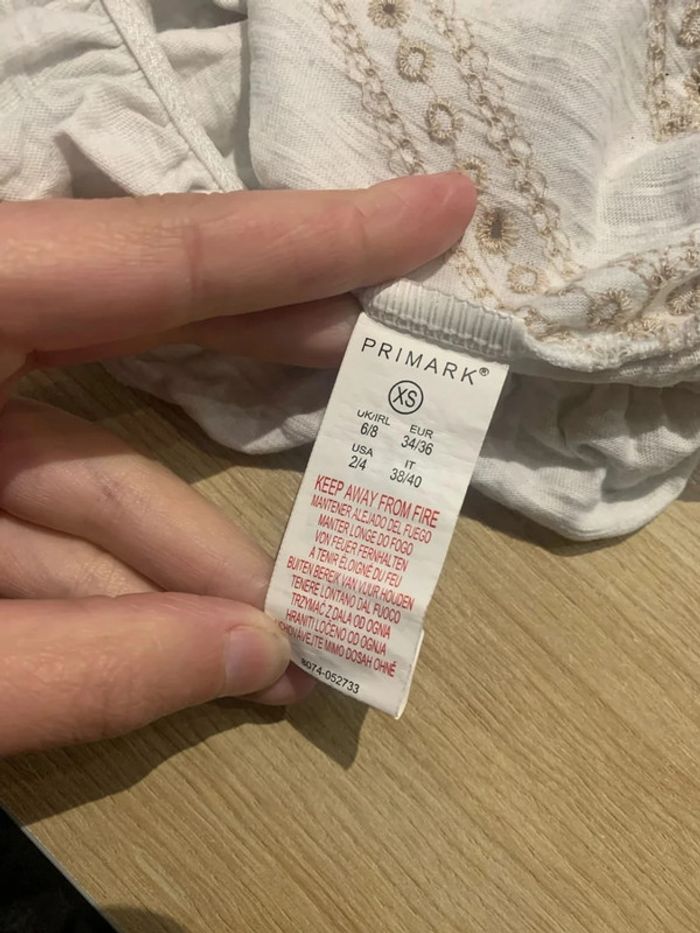 PRIMARK®
XS
UK/IRL EUR
6/8 34/36
USA IT
2/4 38/40
KEEP AWAY FROM FIRE
MANTENER ALEJADO DEL FUEGO
MANTER LONGE DO FOGO
VON FEUER FERNHALTEN
À TENIR ÉLOIGNÉ DU FEU
BUITEN BEREIK VAN VUUR HOUDEN
TENERE LONTANO DAL FUOCO
TRZYMAĆ Z DALA OD OGNIA
HRANITI LOČENO OD OGNJA
MIMO DOSAH OHNĚ
8074-052733